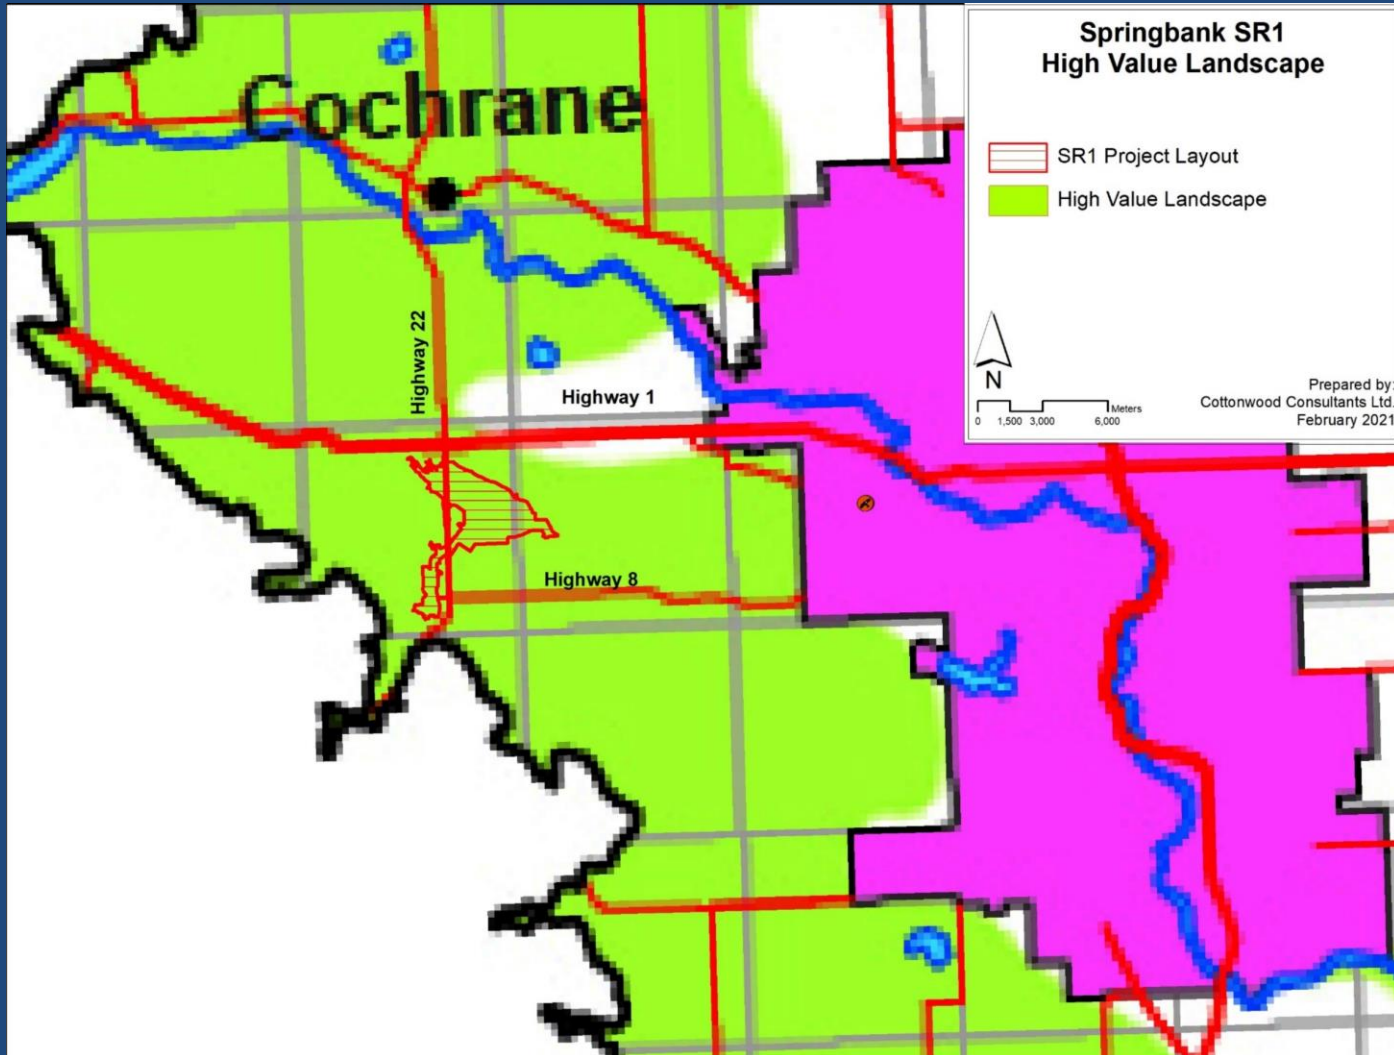 Springbank SR1
High Value Landscape
SR1 Project Layout
High Value Landscape
N
0 1,500 3,000 6,000
Meters
Prepared by:
Cottonwood Consultants Ltd.
February 2021
Cochrane
Highway 22
Highway 1
Highway 8